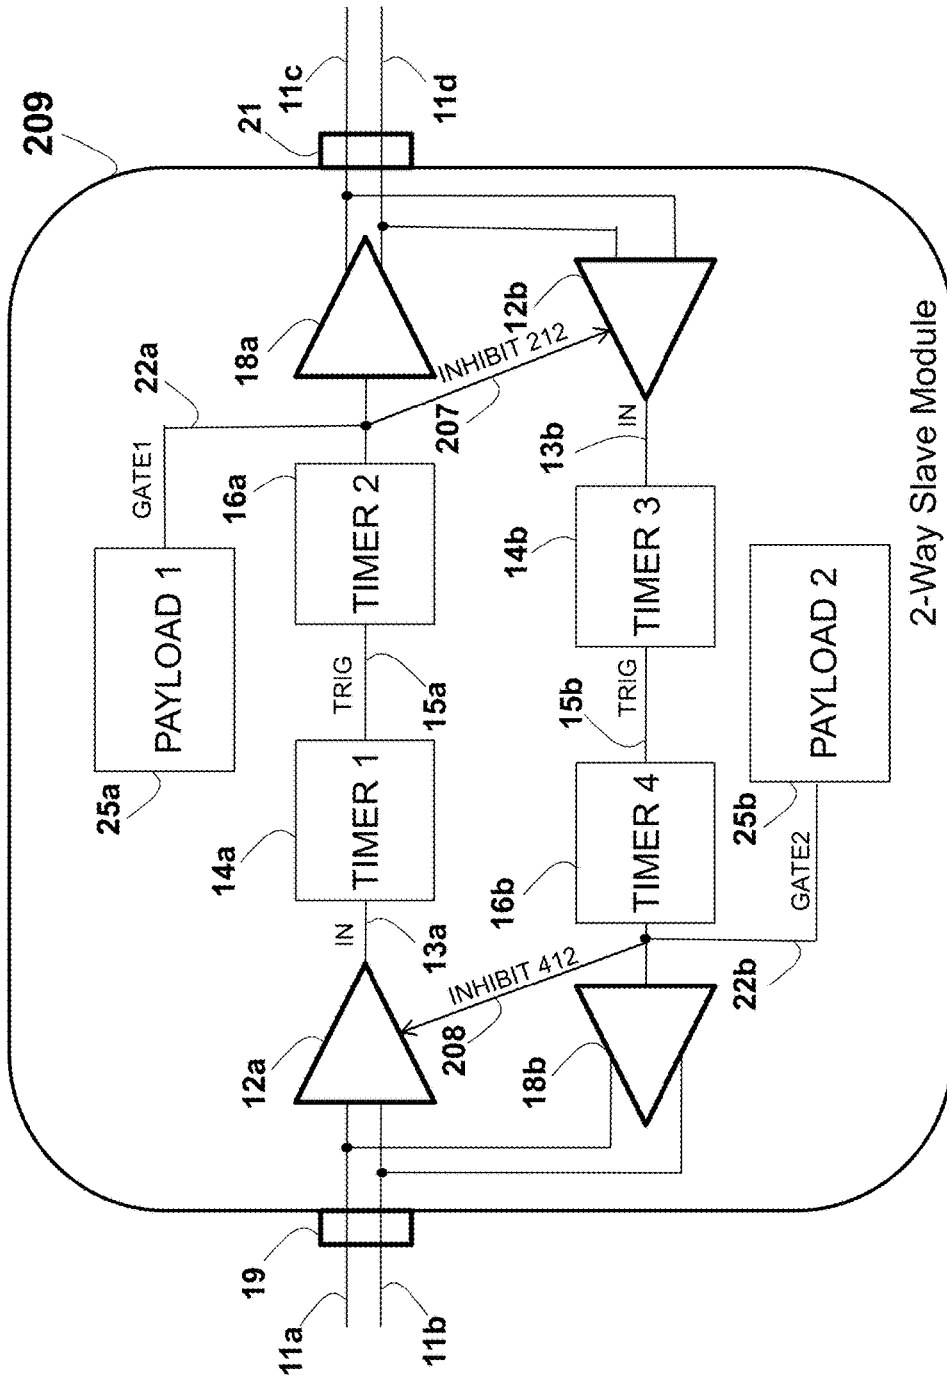 209
11c
11d
21
22a
18a
12b
GATE1
INHIBIT 212
207
16a
IN
13b
PAYLOAD 1
TIMER 2
TIMER 3
14b
PAYLOAD 2
2-Way Slave Module
25a
TRIG
15a
15b
TRIG
14a
TIMER 1
TIMER 4
16b
25b
GATE2
IN
13a
INHIBIT 412
208
22b
12a
18b
19
11a
11b